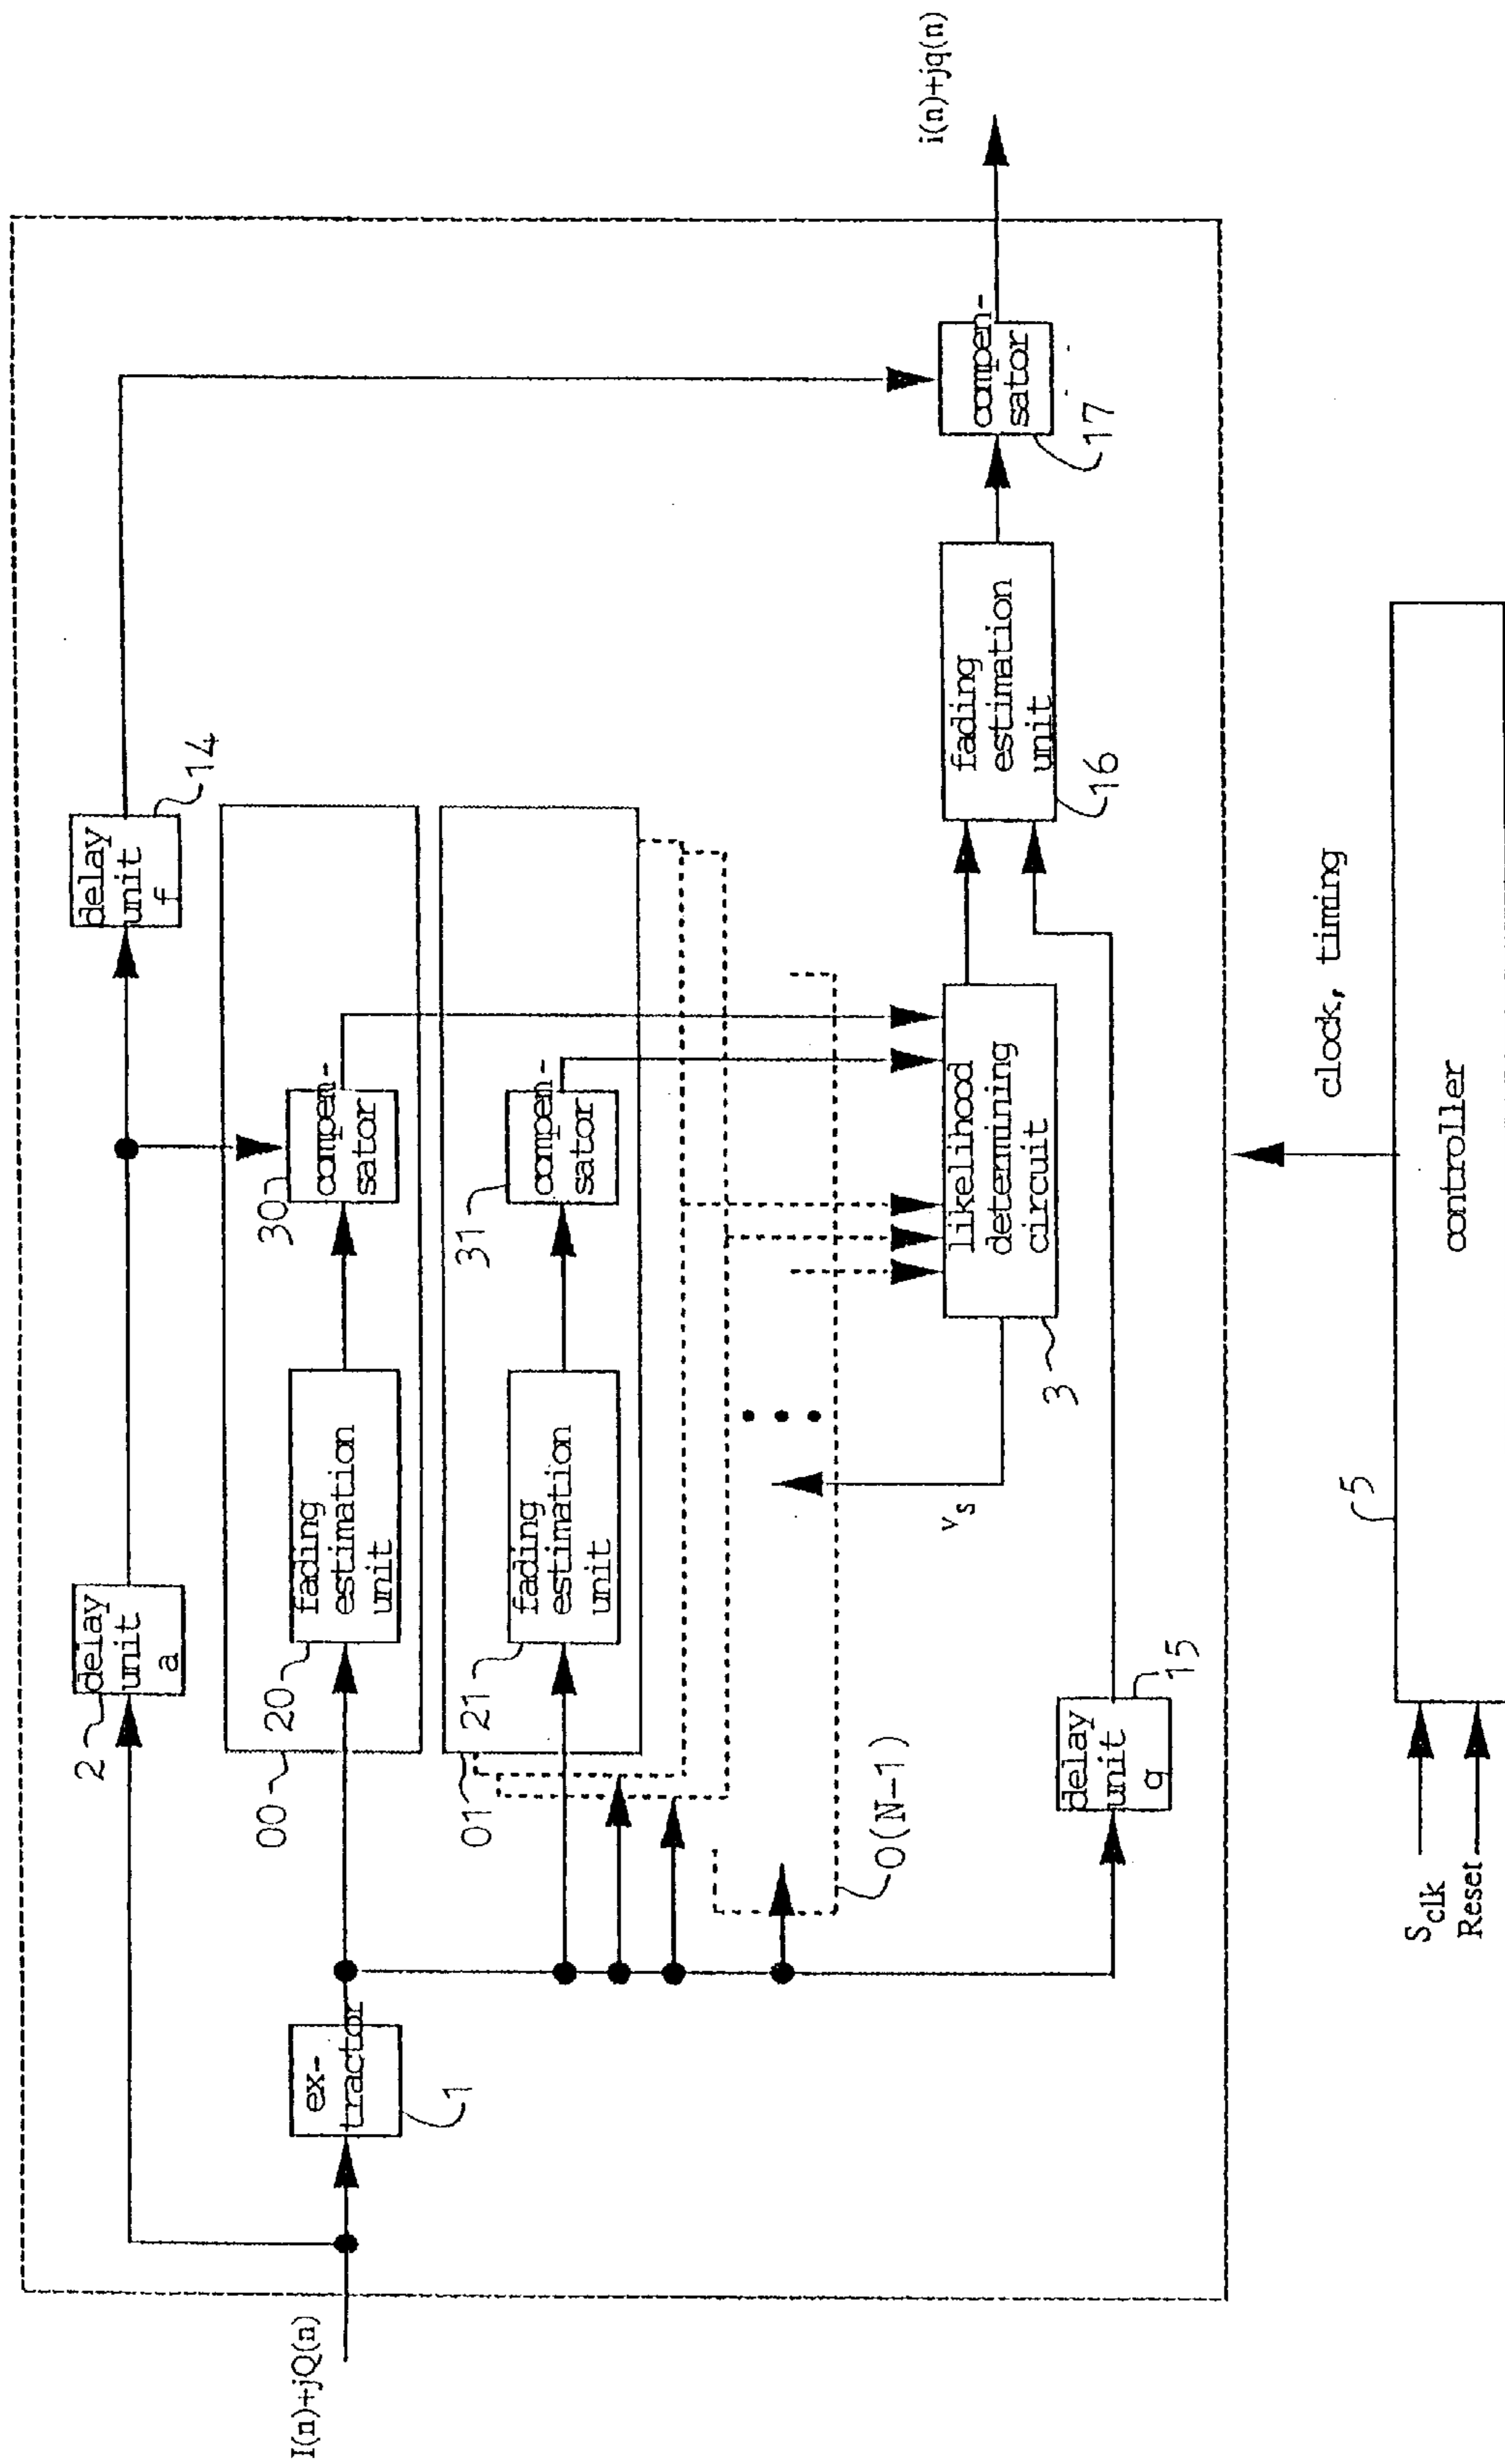 I(n)+jQ(n)
ex-
tractor
1
2
delay
unit
a
delay
unit
f
14
00
20
fading
estimation
unit
30
compen-
sator
01
21
fading
estimation
unit
31
compen-
sator
0(N-1)
vs
likelihood
determining
circuit
3
delay
unit
g
15
fading
estimation
unit
16
compen-
sator
17
i(n)+jq(n)
clock, timing
5
controller
Sclk
Reset